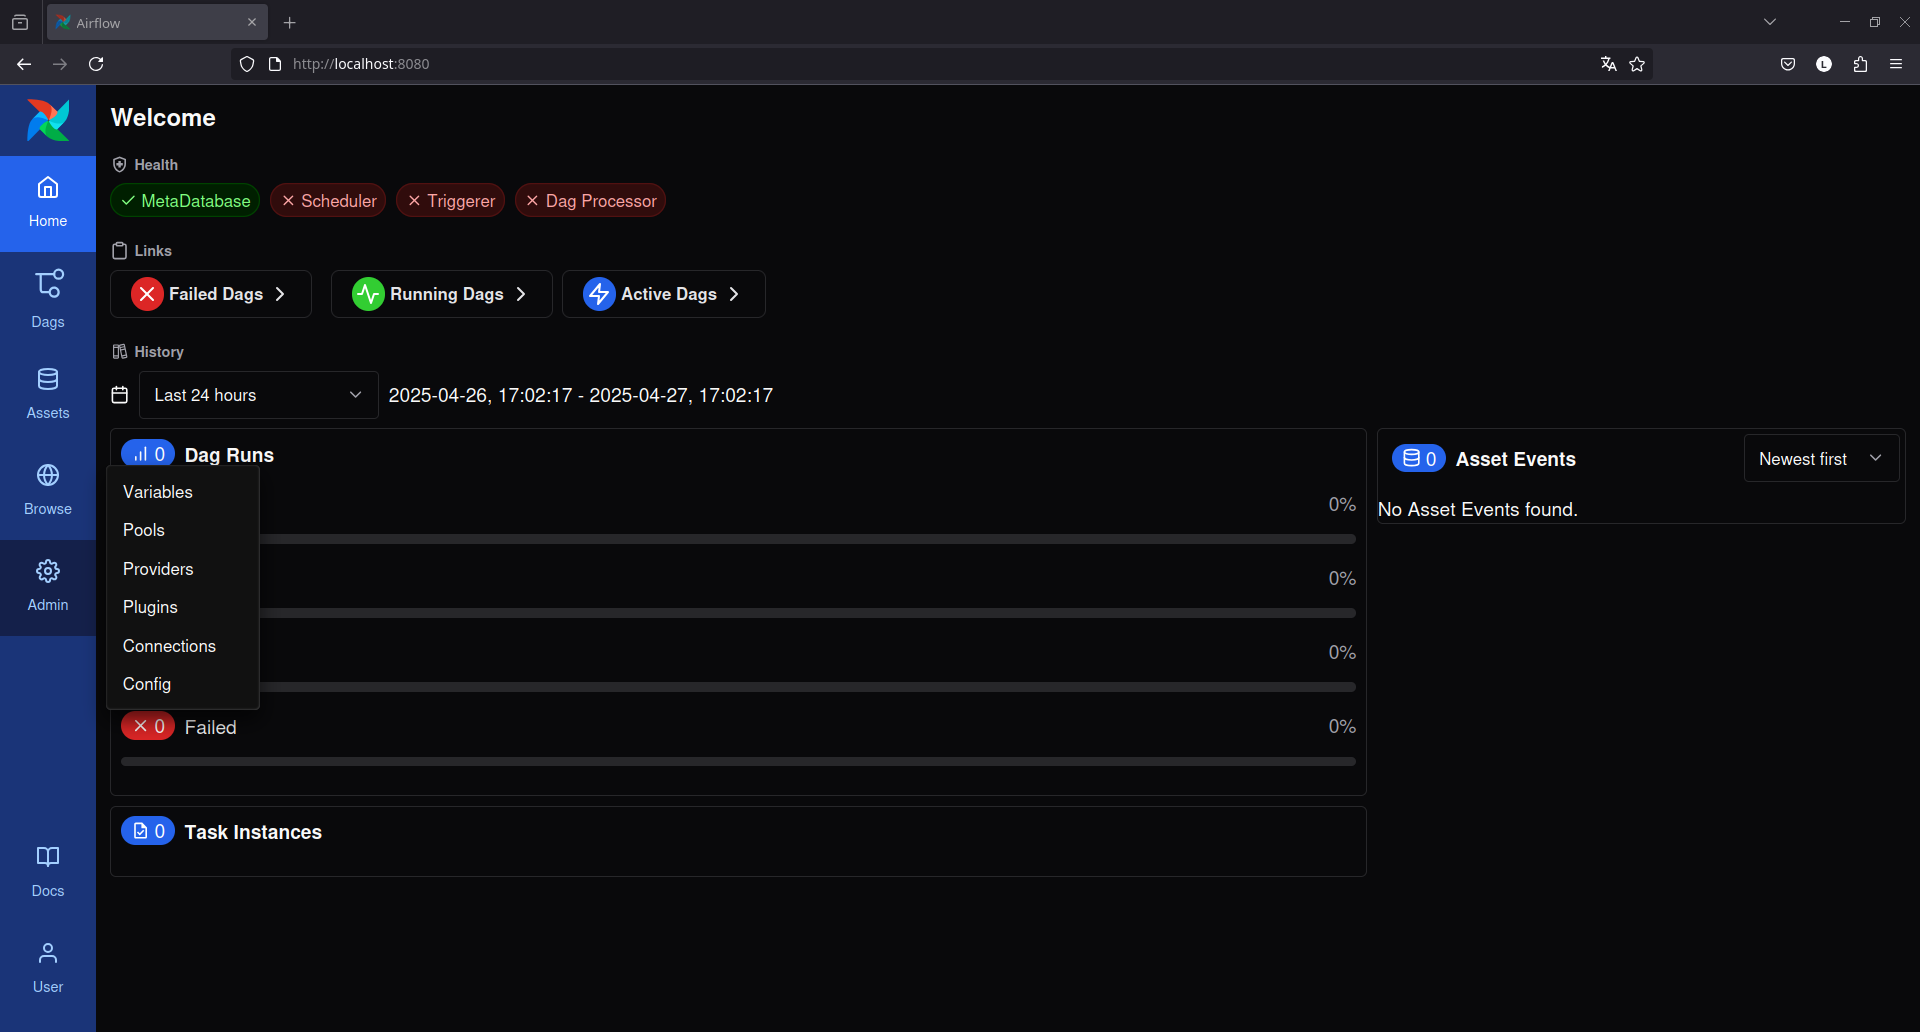 Airflow
http://localhost:8080
Welcome
Health
MetaDatabase
Scheduler
Triggerer
Dag Processor
Links
Failed Dags
Running Dags
Active Dags
History
Last 24 hours
2025-04-26, 17:02:17 - 2025-04-27, 17:02:17
0 Dag Runs
0%
0%
0%
0 Failed
0%
0 Task Instances
0 Asset Events
Newest first
No Asset Events found.
Home
Dags
Assets
Browse
Admin
Variables
Pools
Providers
Plugins
Connections
Config
Docs
User
L